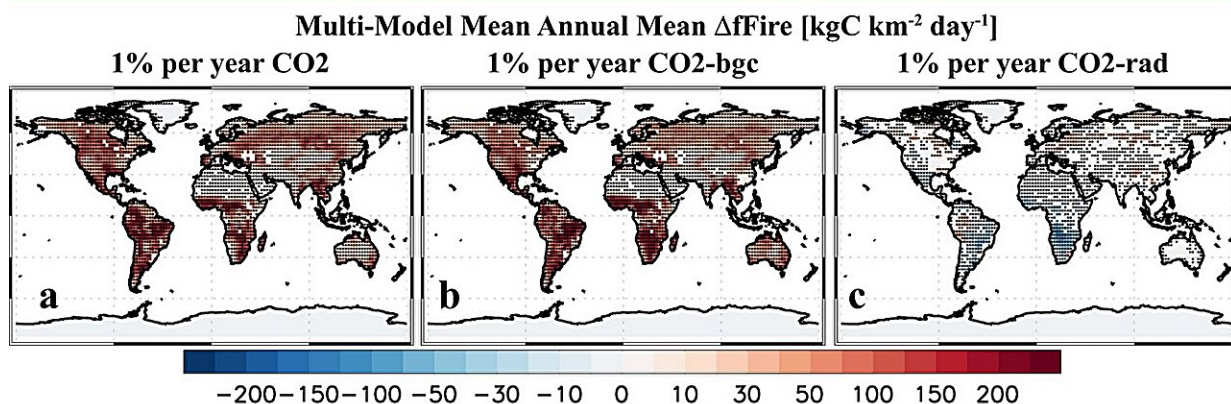 Multi-Model Mean Annual Mean ΔfFire [kgC km⁻² day⁻¹]
1% per year CO2 1% per year CO2-bgc 1% per year CO2-rad
a b c
−200 −150 −100 −50 −30 −10 0 10 30 50 100 150 200